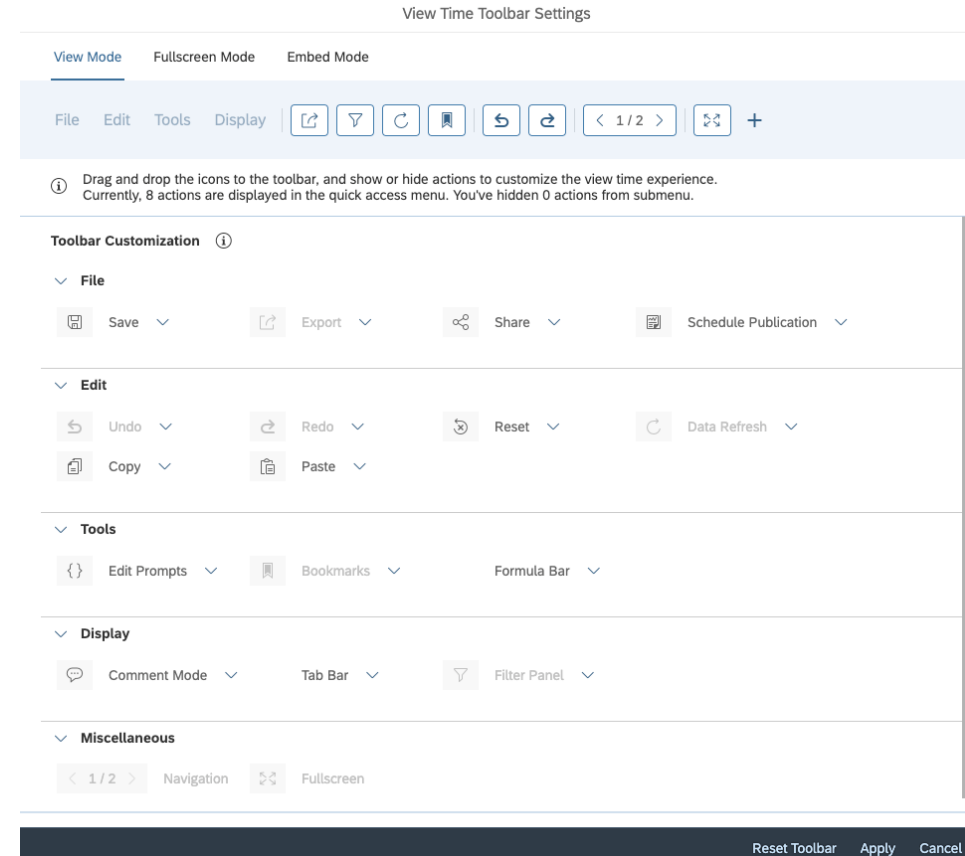 View Time Toolbar Settings
View Mode Fullscreen Mode Embed Mode
File Edit Tools Display 1 / 2
Drag and drop the icons to the toolbar, and show or hide actions to customize the view time experience.
Currently, 8 actions are displayed in the quick access menu. You've hidden 0 actions from submenu.
Toolbar Customization
File
Save Export Share Schedule Publication
Edit
Undo Redo Reset Data Refresh
Copy Paste
Tools
Edit Prompts Bookmarks Formula Bar
Display
Comment Mode Tab Bar Filter Panel
Miscellaneous
1 / 2 Navigation Fullscreen
Reset Toolbar Apply Cancel